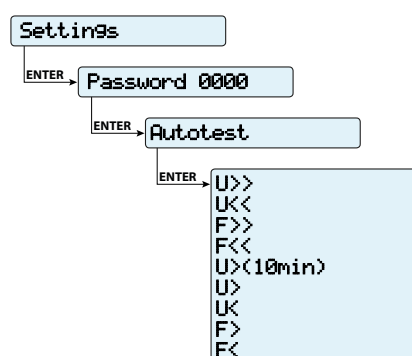 Settings
ENTER
Password 0000
ENTER
Autotest
ENTER
U>>
U<<
F>>
F<<
U>(10min)
U>
U<
F>
F<